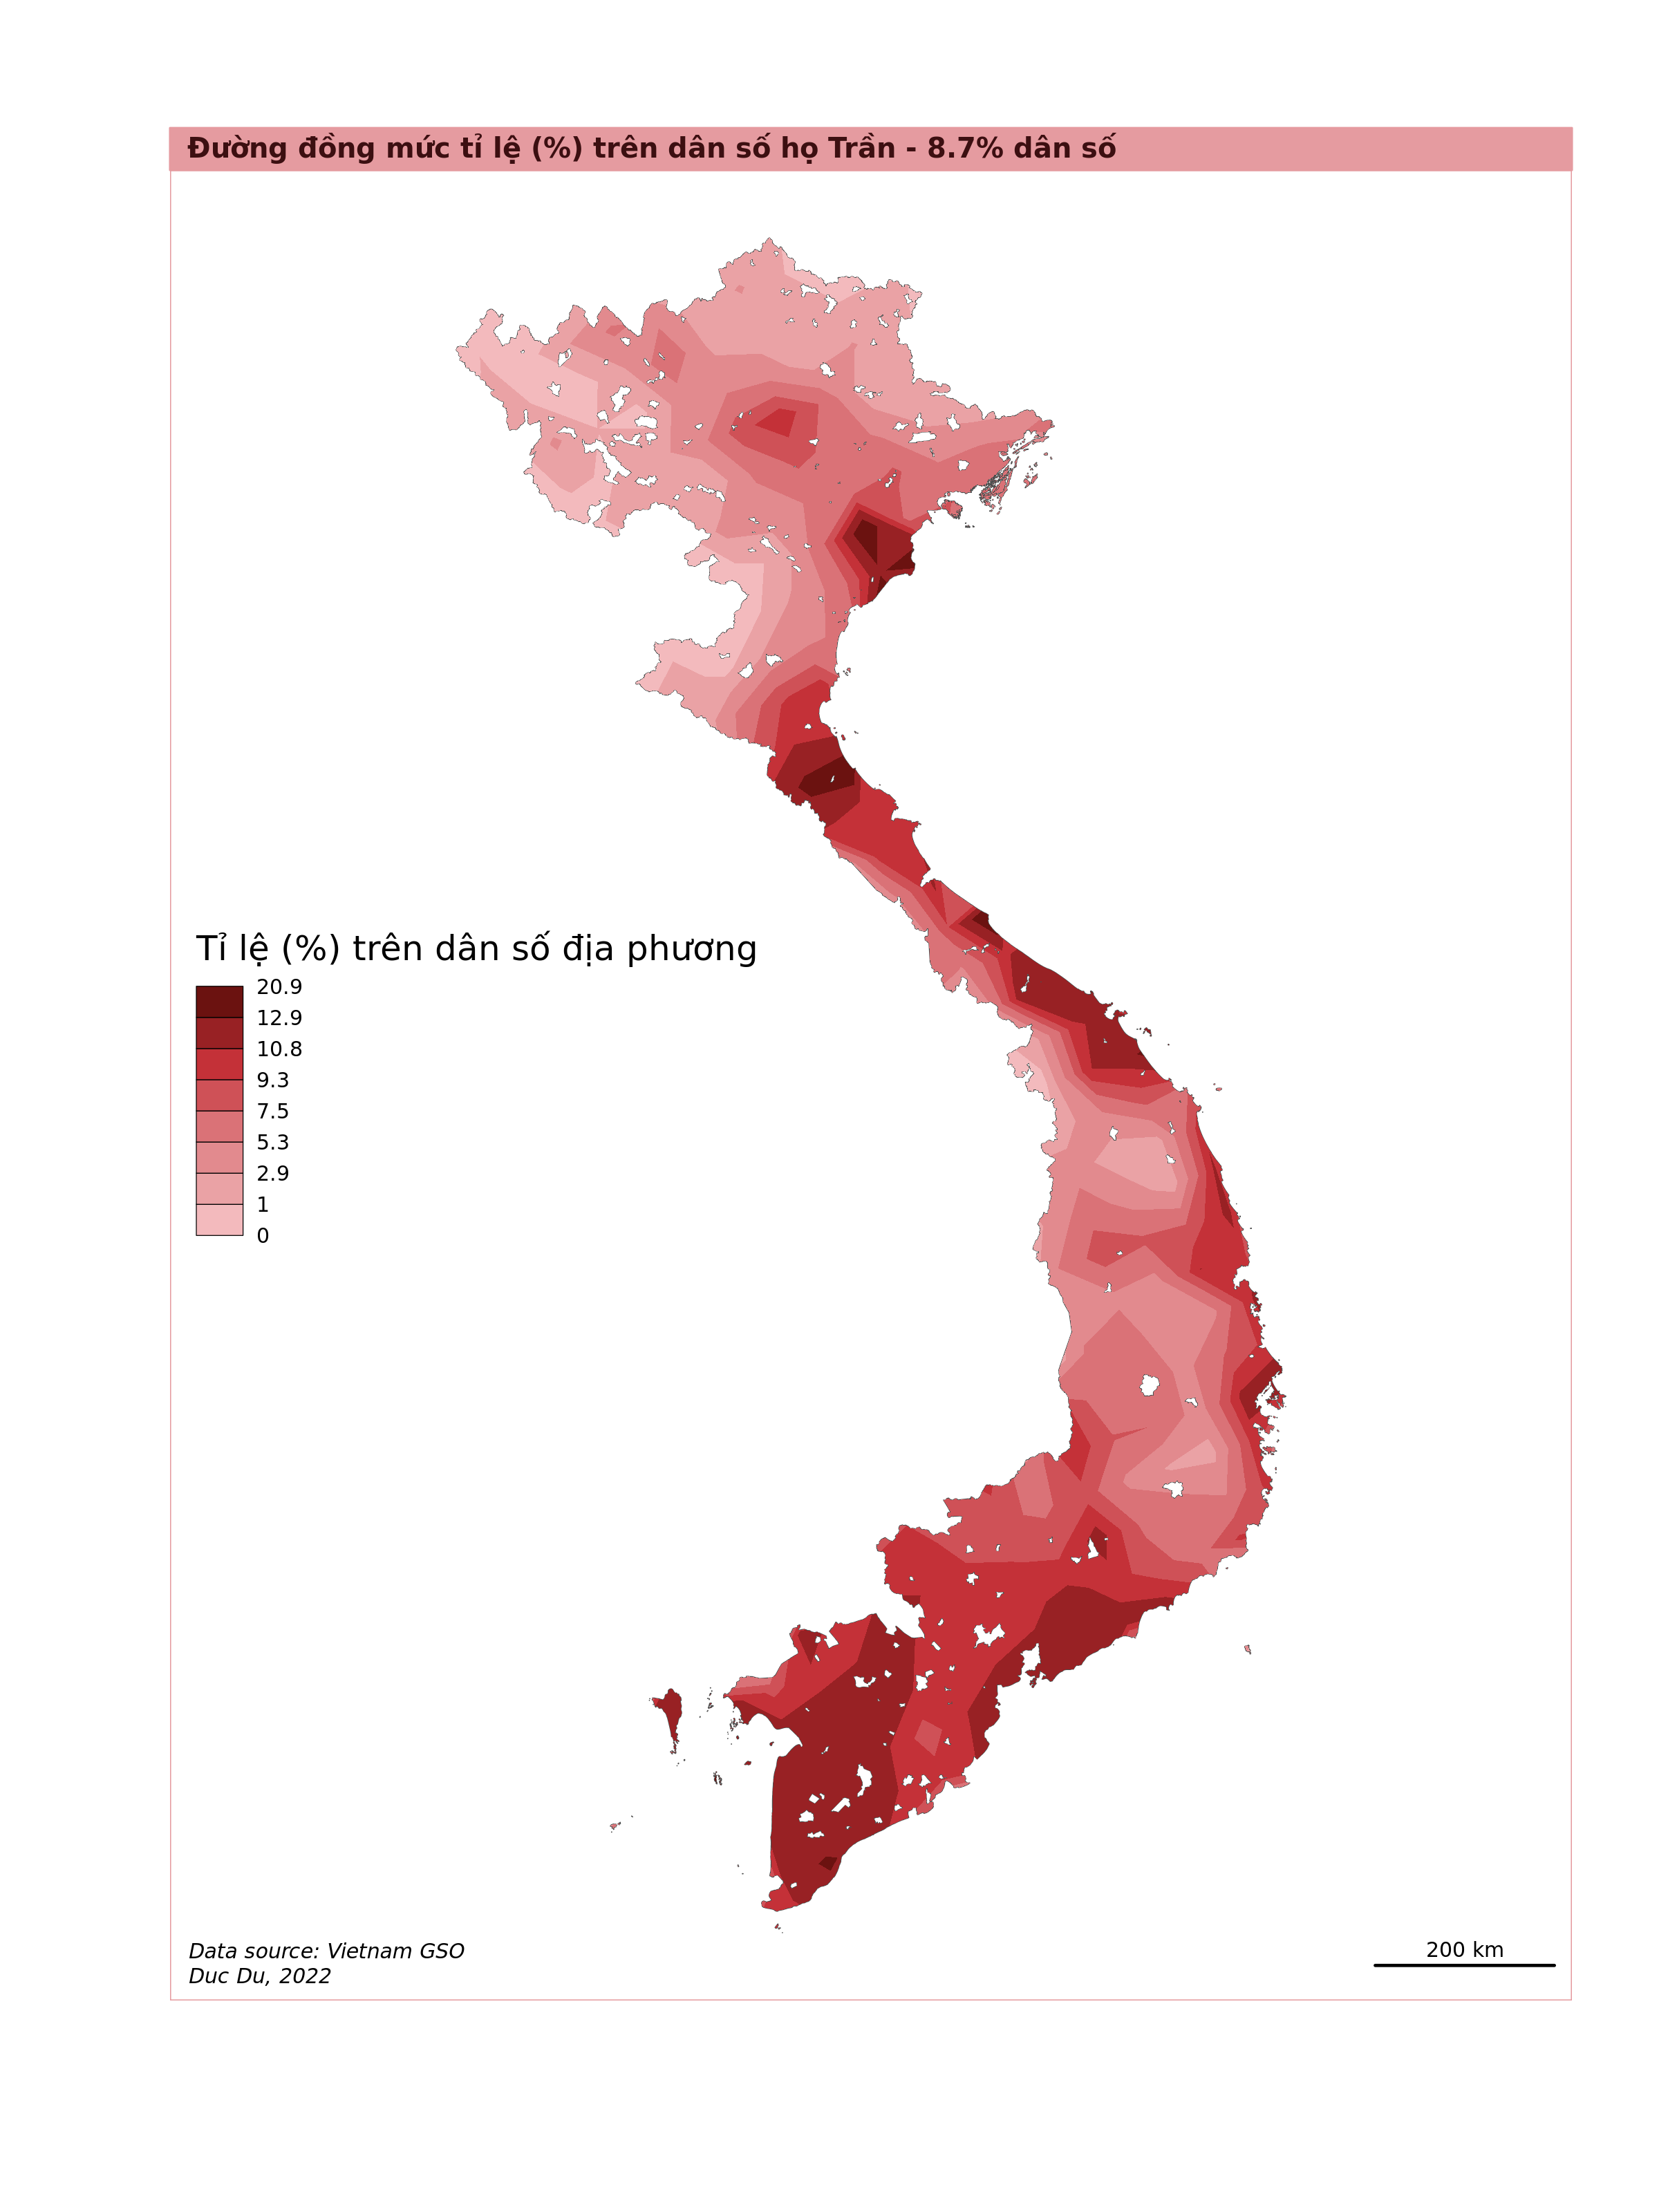 Đường đồng mức tỉ lệ (%) trên dân số họ Trần - 8.7% dân số
Tỉ lệ (%) trên dân số địa phương
20.9
12.9
10.8
9.3
7.5
5.3
2.9
1
0
Data source: Vietnam GSO
Duc Du, 2022
200 km